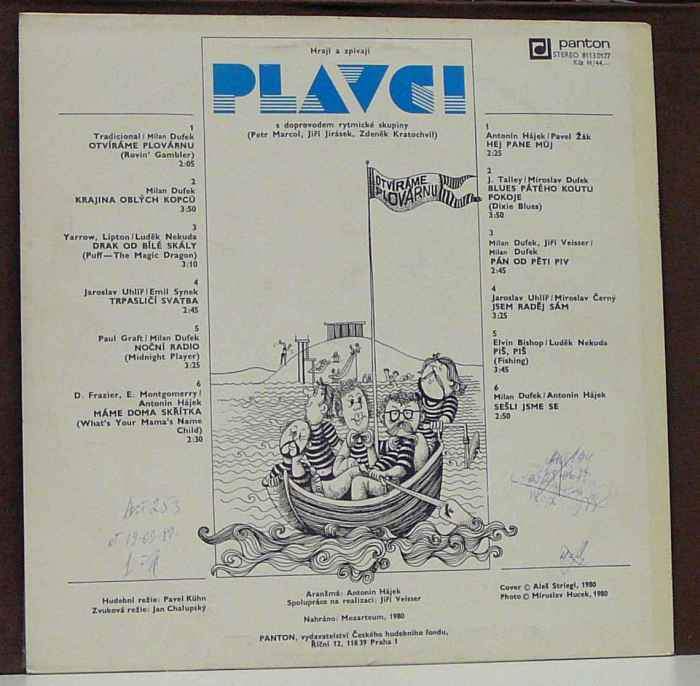 Hrají a zpívají
PLAVCI
s doprovodem rytmické skupiny
(Petr Marcol, Jiří Jirásek, Zdeněk Kratochvíl)
panton
STEREO 8113 0127
Kčs H/44,—
1
Tradicional / Milan Dufek
OTVÍRÁME PLOVÁRNU
(Rovin' Gambler)
2:05
2
Milan Dufek
KRAJINA OBLÝCH KOPCŮ
3:50
3
Yarrow, Lipton / Luděk Nekuda
DRAK OD BÍLÉ SKÁLY
(Puff—The Magic Dragon)
3:10
4
Jaroslav Uhlíř / Emil Synek
TRPASLIČÍ SVATBA
2:45
5
Paul Graft / Milan Dufek
NOČNÍ RADIO
(Midnight Player)
3:25
6
D. Frazier, E. Montgomerry /
Antonín Hájek
MÁME DOMA SKŘÍTKA
(What's Your Mama's Name
Child)
2:30
OTVÍRÁME
PLOVÁRNU
1
Antonín Hájek / Pavel Žák
HEJ PANE MŮJ
2:25
2
J. Talley / Miroslav Dufek
BLUES PÁTÉHO KOUTU
POKOJE
(Dixie Blues)
3:50
3
Milan Dufek, Jiří Veisser /
Milan Dufek
PÁN OD PĚTI PIV
2:45
4
Jaroslav Uhlíř / Miroslav Černý
JSEM RADĚJ SÁM
3:25
5
Elvin Bishop / Luděk Nekuda
PIŠ, PIŠ
(Fishing)
3:45
6
Milan Dufek / Antonín Hájek
SEŠLI JSME SE
2:50
Hudební režie: Pavel Kühn
Zvuková režie: Jan Chalupský
Aranžmá: Antonín Hájek
Spolupráce na realizaci: Jiří Veisser
Nahráno: Mozarteum, 1980
PANTON, vydavatelství Českého hudebního fondu,
Říční 12, 118 39 Praha 1
Cover © Aleš Striegl, 1980
Photo © Miroslav Hucek, 1980